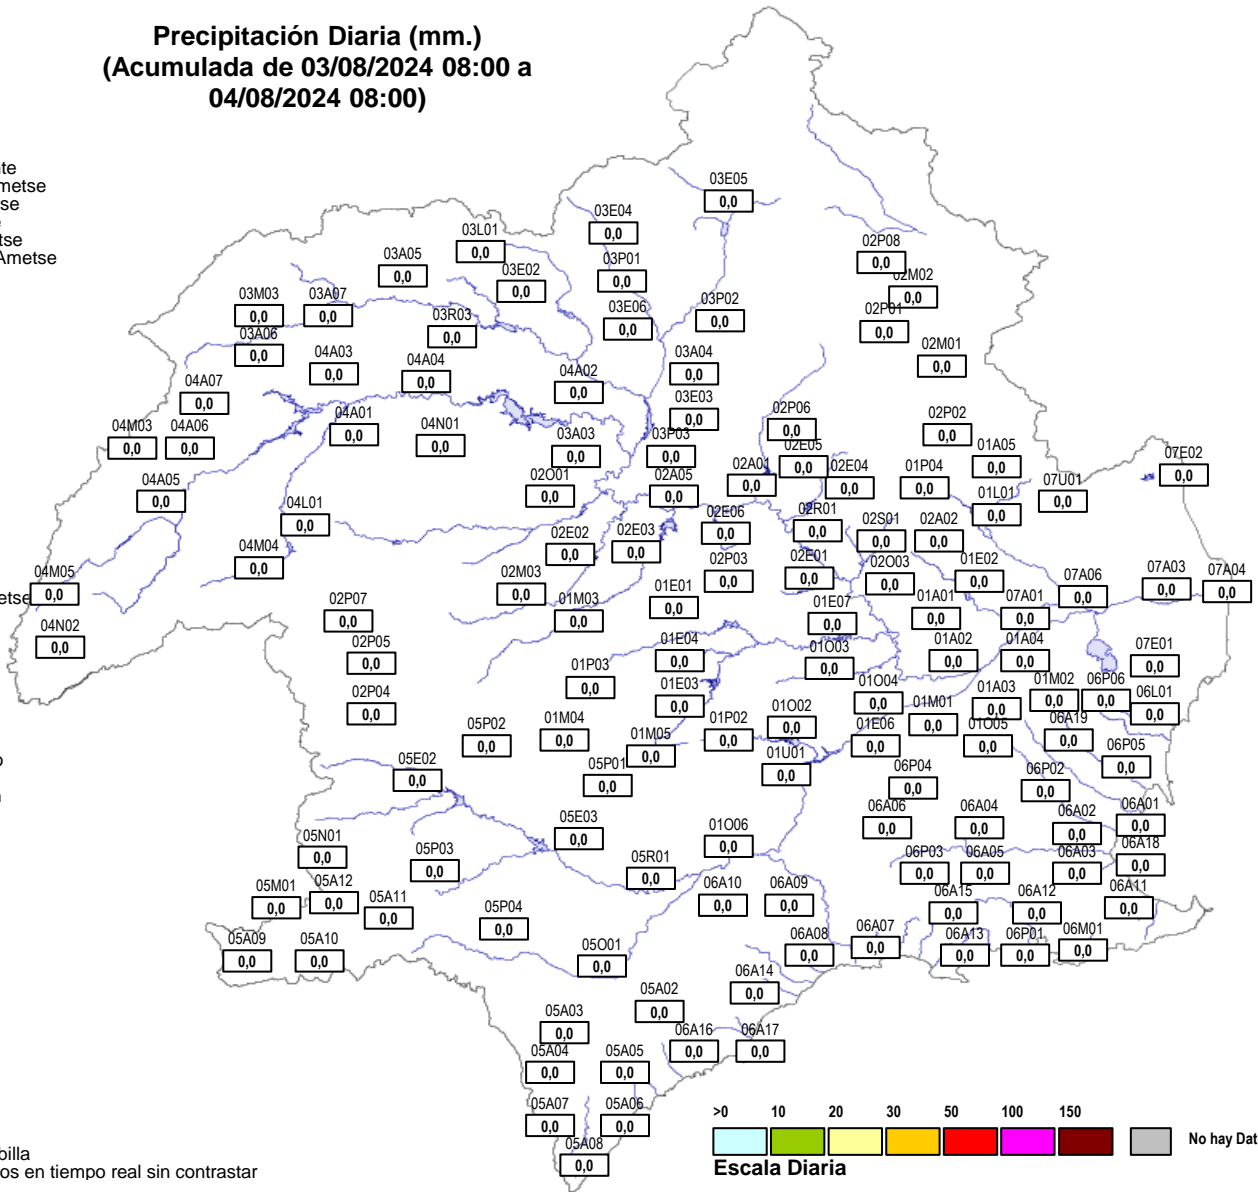 Precipitación Diaria (mm.)
(Acumulada de 03/08/2024 08:00 a
04/08/2024 08:00)
nte
metse
se
e
tse
Ametse
03E05
0,0
03E04
0,0
03L01
0,0
03A05
0,0
03E02
0,0
03P01
0,0
02P08
0,0
02M02
0,0
03M03
0,0
03A07
0,0
03R03
0,0
03E06
0,0
03P02
0,0
02P01
0,0
03A06
0,0
04A03
0,0
04A04
0,0
04A02
0,0
03A04
0,0
02M01
0,0
04A07
0,0
03E03
0,0
04M03
0,0
04A06
0,0
04A01
0,0
04N01
0,0
03A03
0,0
03P03
0,0
02P06
0,0
02E05
0,0
02P02
0,0
01A05
0,0
07E02
0,0
04A05
0,0
02O01
0,0
02A05
0,0
02A01
0,0
02E04
0,0
01P04
0,0
01L01
0,0
07U01
0,0
04L01
0,0
02E06
0,0
02R01
0,0
02S01
0,0
02A02
0,0
04M04
0,0
02E02
0,0
02E03
0,0
02P03
0,0
02E01
0,0
02O03
0,0
01E02
0,0
04M05
0,0
etse
02M03
0,0
01M03
0,0
01E01
0,0
01E07
0,0
01A01
0,0
07A01
0,0
07A06
0,0
07A03
0,0
07A04
0,0
04N02
0,0
02P07
0,0
02P05
0,0
01E04
0,0
01O03
0,0
01A02
0,0
01A04
0,0
07E01
0,0
02P04
0,0
01P03
0,0
01E03
0,0
01O04
0,0
01M01
0,0
01A03
0,0
01M02
0,0
06P06
0,0
06L01
0,0
05P02
0,0
01M04
0,0
01M05
0,0
01P02
0,0
01O02
0,0
01E06
0,0
01O05
0,0
06A19
0,0
o
05E02
0,0
05P01
0,0
01U01
0,0
06P04
0,0
06P02
0,0
06P05
0,0
05E03
0,0
01O06
0,0
06A06
0,0
06A04
0,0
06A02
0,0
06A01
0,0
05N01
0,0
05P03
0,0
05R01
0,0
06P03
0,0
06A05
0,0
06A03
0,0
06A18
0,0
05M01
0,0
05A12
0,0
05A11
0,0
06A10
0,0
06A09
0,0
06A15
0,0
06A12
0,0
06A11
0,0
05A09
0,0
05A10
0,0
05P04
0,0
05O01
0,0
06A08
0,0
06A07
0,0
06A13
0,0
06P01
0,0
06M01
0,0
05A03
0,0
05A02
0,0
06A14
0,0
05A04
0,0
05A05
0,0
06A16
0,0
06A17
0,0
05A07
0,0
05A06
0,0
05A08
0,0
>0 10 20 30 50 100 150
No hay Dat
Escala Diaria
billa
os en tiempo real sin contrastar